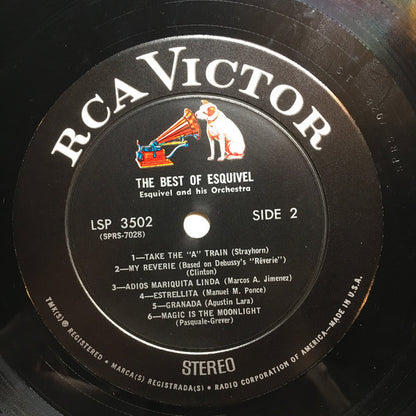 RCA VICTOR
THE BEST OF ESQUIVEL
Esquivel and his Orchestra
LSP 3502
(SPRS-7028)
SIDE 2
1—TAKE THE "A" TRAIN (Strayhorn)
2—MY REVERIE (Based on Debussy's "Rêverie")
(Clinton)
3—ADIOS MARIQUITA LINDA (Marcos A. Jimenez)
4—ESTRELLITA (Manuel M. Ponce)
5—GRANADA (Agustin Lara)
6—MAGIC IS THE MOONLIGHT
(Pasquale-Grever)
STEREO
TMK(S) ® REGISTERED • MARCA(S) REGISTRADA(S) • RADIO CORPORATION OF AMERICA—MADE IN U.S.A.